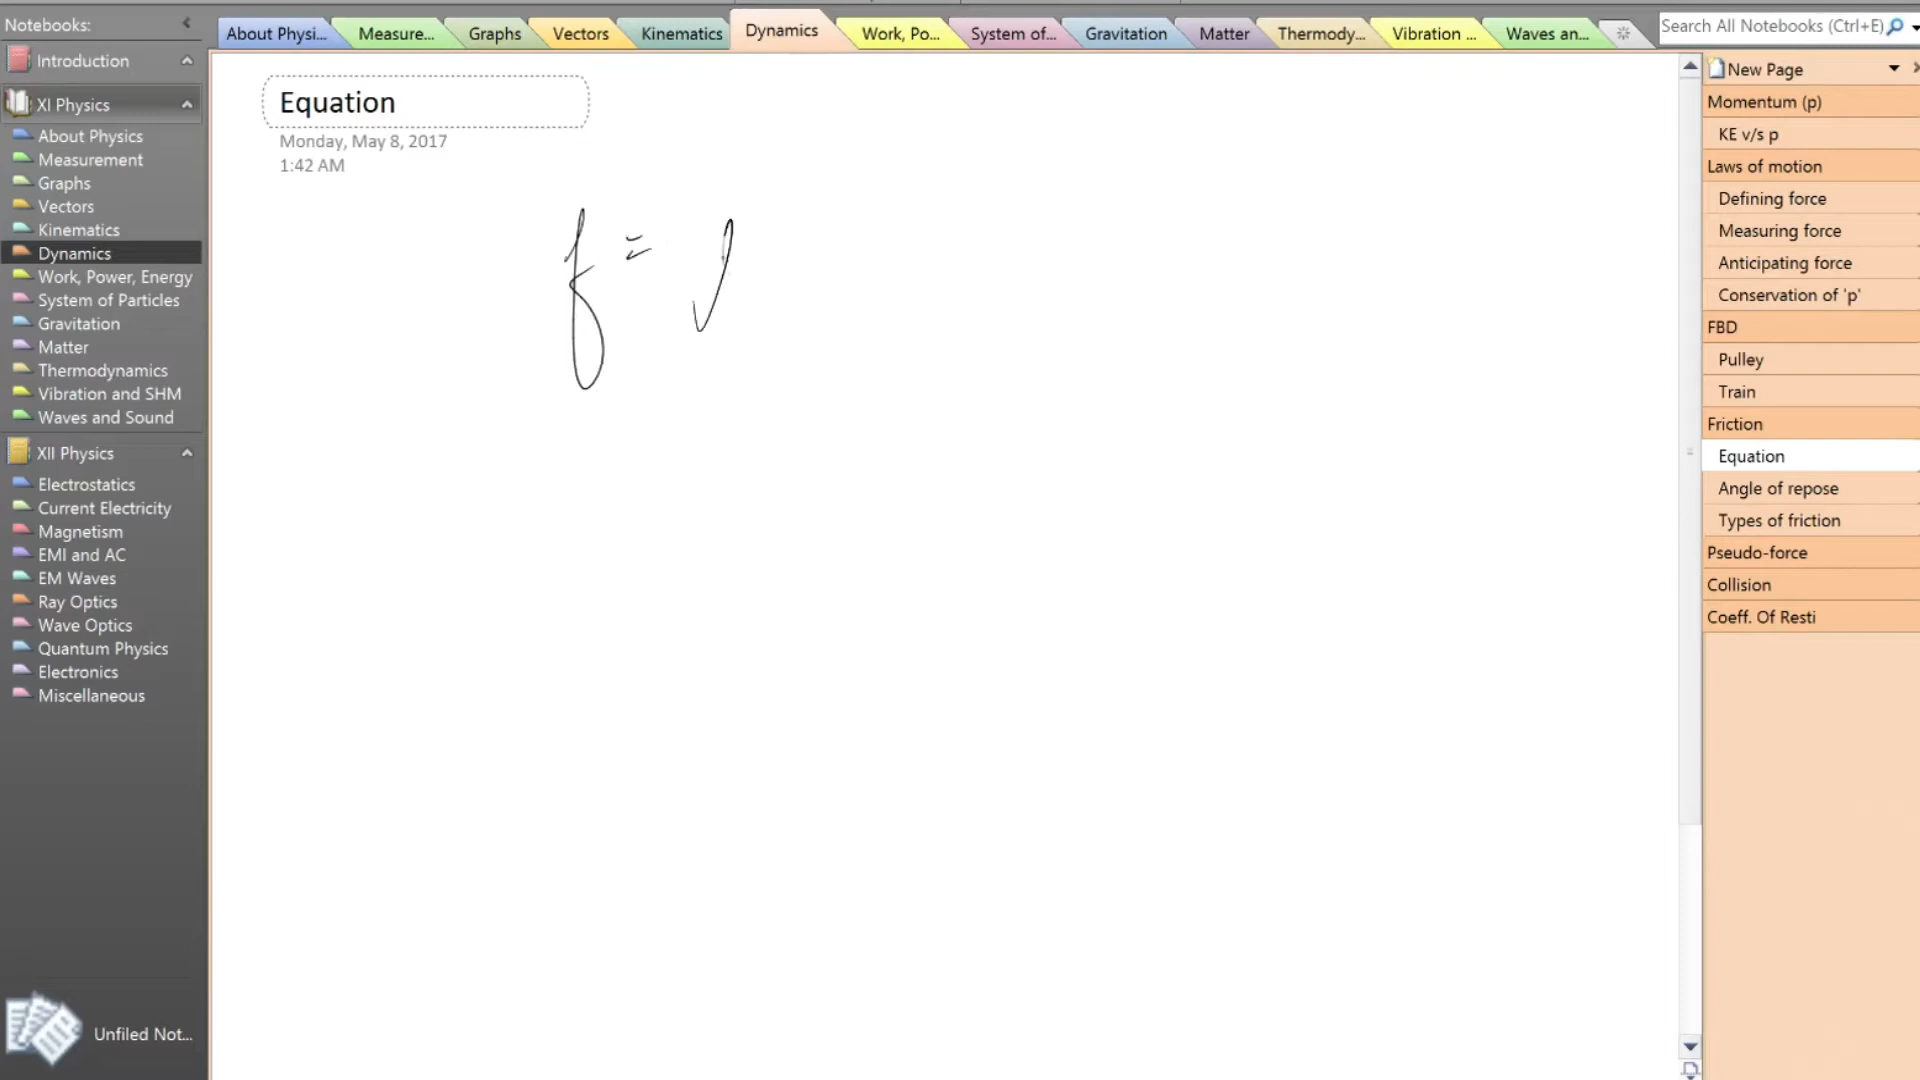 Notebooks:
Introduction
XI Physics
About Physics
Measurement
Graphs
Vectors
Kinematics
Dynamics
Work, Power, Energy
System of Particles
Gravitation
Matter
Thermodynamics
Vibration and SHM
Waves and Sound
XII Physics
Electrostatics
Current Electricity
Magnetism
EMI and AC
EM Waves
Ray Optics
Wave Optics
Quantum Physics
Electronics
Miscellaneous
Unfiled Not...
About Physi... Measure... Graphs Vectors Kinematics Dynamics Work, Po... System of... Gravitation Matter Thermody... Vibration ... Waves an...
Search All Notebooks (Ctrl+E)
Equation
Monday, May 8, 2017
1:42 AM
f =
New Page
Momentum (p)
KE v/s p
Laws of motion
Defining force
Measuring force
Anticipating force
Conservation of 'p'
FBD
Pulley
Train
Friction
Equation
Angle of repose
Types of friction
Pseudo-force
Collision
Coeff. Of Resti